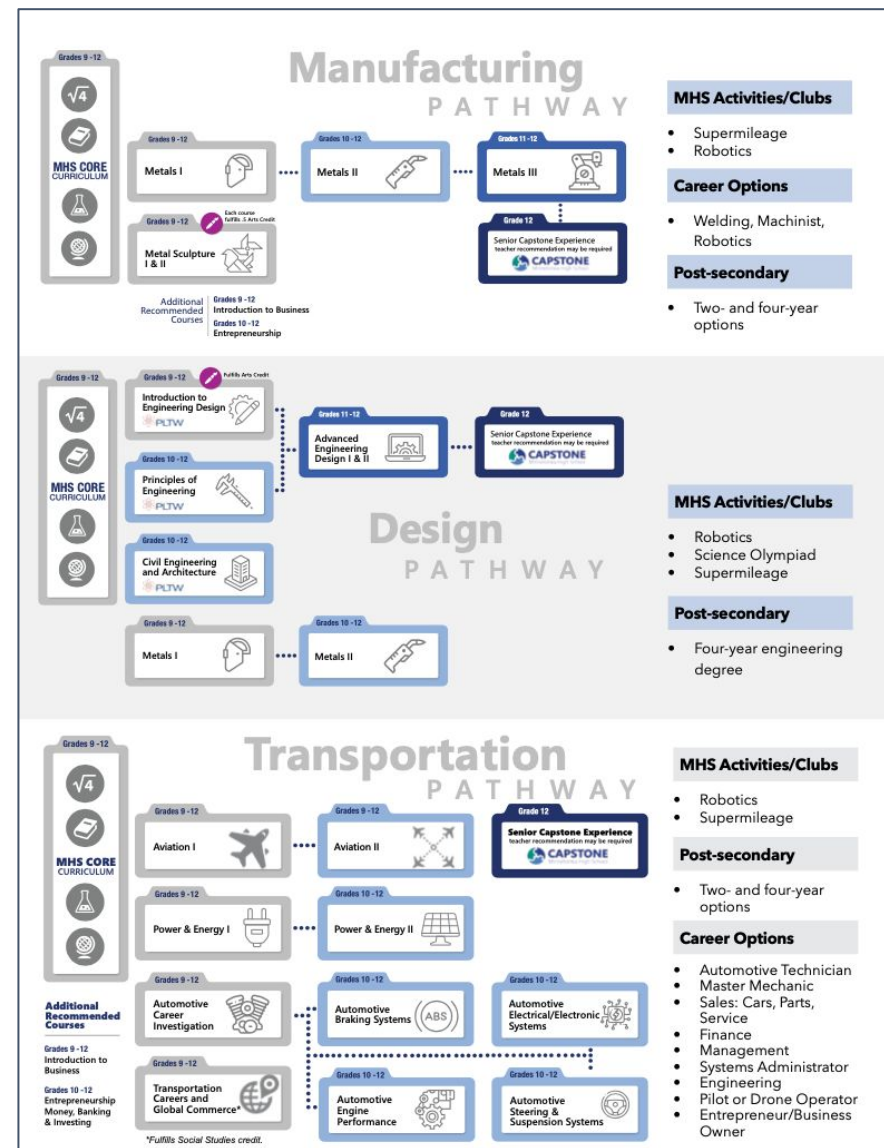 Manufacturing
PATHWAY
Grades 9 -12
√4
MHS CORE
CURRICULUM
Grades 9 -12
Metals I
Grades 10 -12
Metals II
Grades 11 -12
Metals III
Grades 9 -12
Each course
fulfills .5 Arts Credit
Metal Sculpture
I & II
Grade 12
Senior Capstone Experience
teacher recommendation may be required
CAPSTONE
Additional
Recommended
Courses
Grades 9 -12
Introduction to Business
Grades 10 -12
Entrepreneurship
MHS Activities/Clubs
• Supermileage
• Robotics
Career Options
• Welding, Machinist,
Robotics
Post-secondary
• Two- and four-year
options
Design
PATHWAY
Grades 9 -12
√4
MHS CORE
CURRICULUM
Grades 9 -12
Fulfills Arts Credit
Introduction to
Engineering Design
PLTW
Grades 10 -12
Principles of
Engineering
PLTW
Grades 11 -12
Advanced
Engineering
Design I & II
Grade 12
Senior Capstone Experience
teacher recommendation may be required
CAPSTONE
Grades 10 -12
Civil Engineering
and Architecture
PLTW
Grades 9 -12
Metals I
Grades 10 -12
Metals II
MHS Activities/Clubs
• Robotics
• Science Olympiad
• Supermileage
Post-secondary
• Four-year engineering
degree
Transportation
PATHWAY
Grades 9 -12
√4
MHS CORE
CURRICULUM
Grades 9 -12
Aviation I
Grades 9 -12
Aviation II
Grade 12
Senior Capstone Experience
teacher recommendation may be required
CAPSTONE
Grades 9 -12
Power & Energy I
Grades 10 -12
Power & Energy II
Grades 9 -12
Automotive
Career
Investigation
Grades 10 -12
Automotive
Braking Systems
ABS
Grades 10 -12
Automotive
Electrical/Electronic
Systems
Grades 9 -12
Transportation
Careers and
Global Commerce*
Grades 10 -12
Automotive
Engine
Performance
Grades 10 -12
Automotive
Steering &
Suspension Systems
*Fulfills Social Studies credit.
Additional
Recommended
Courses
Grades 9 -12
Introduction to
Business
Grades 10 -12
Entrepreneurship
Money, Banking
& Investing
MHS Activities/Clubs
• Robotics
• Supermileage
Post-secondary
• Two- and four-year
options
Career Options
• Automotive Technician
• Master Mechanic
• Sales: Cars, Parts,
Service
• Finance
• Management
• Systems Administrator
• Engineering
• Pilot or Drone Operator
• Entrepreneur/Business
Owner